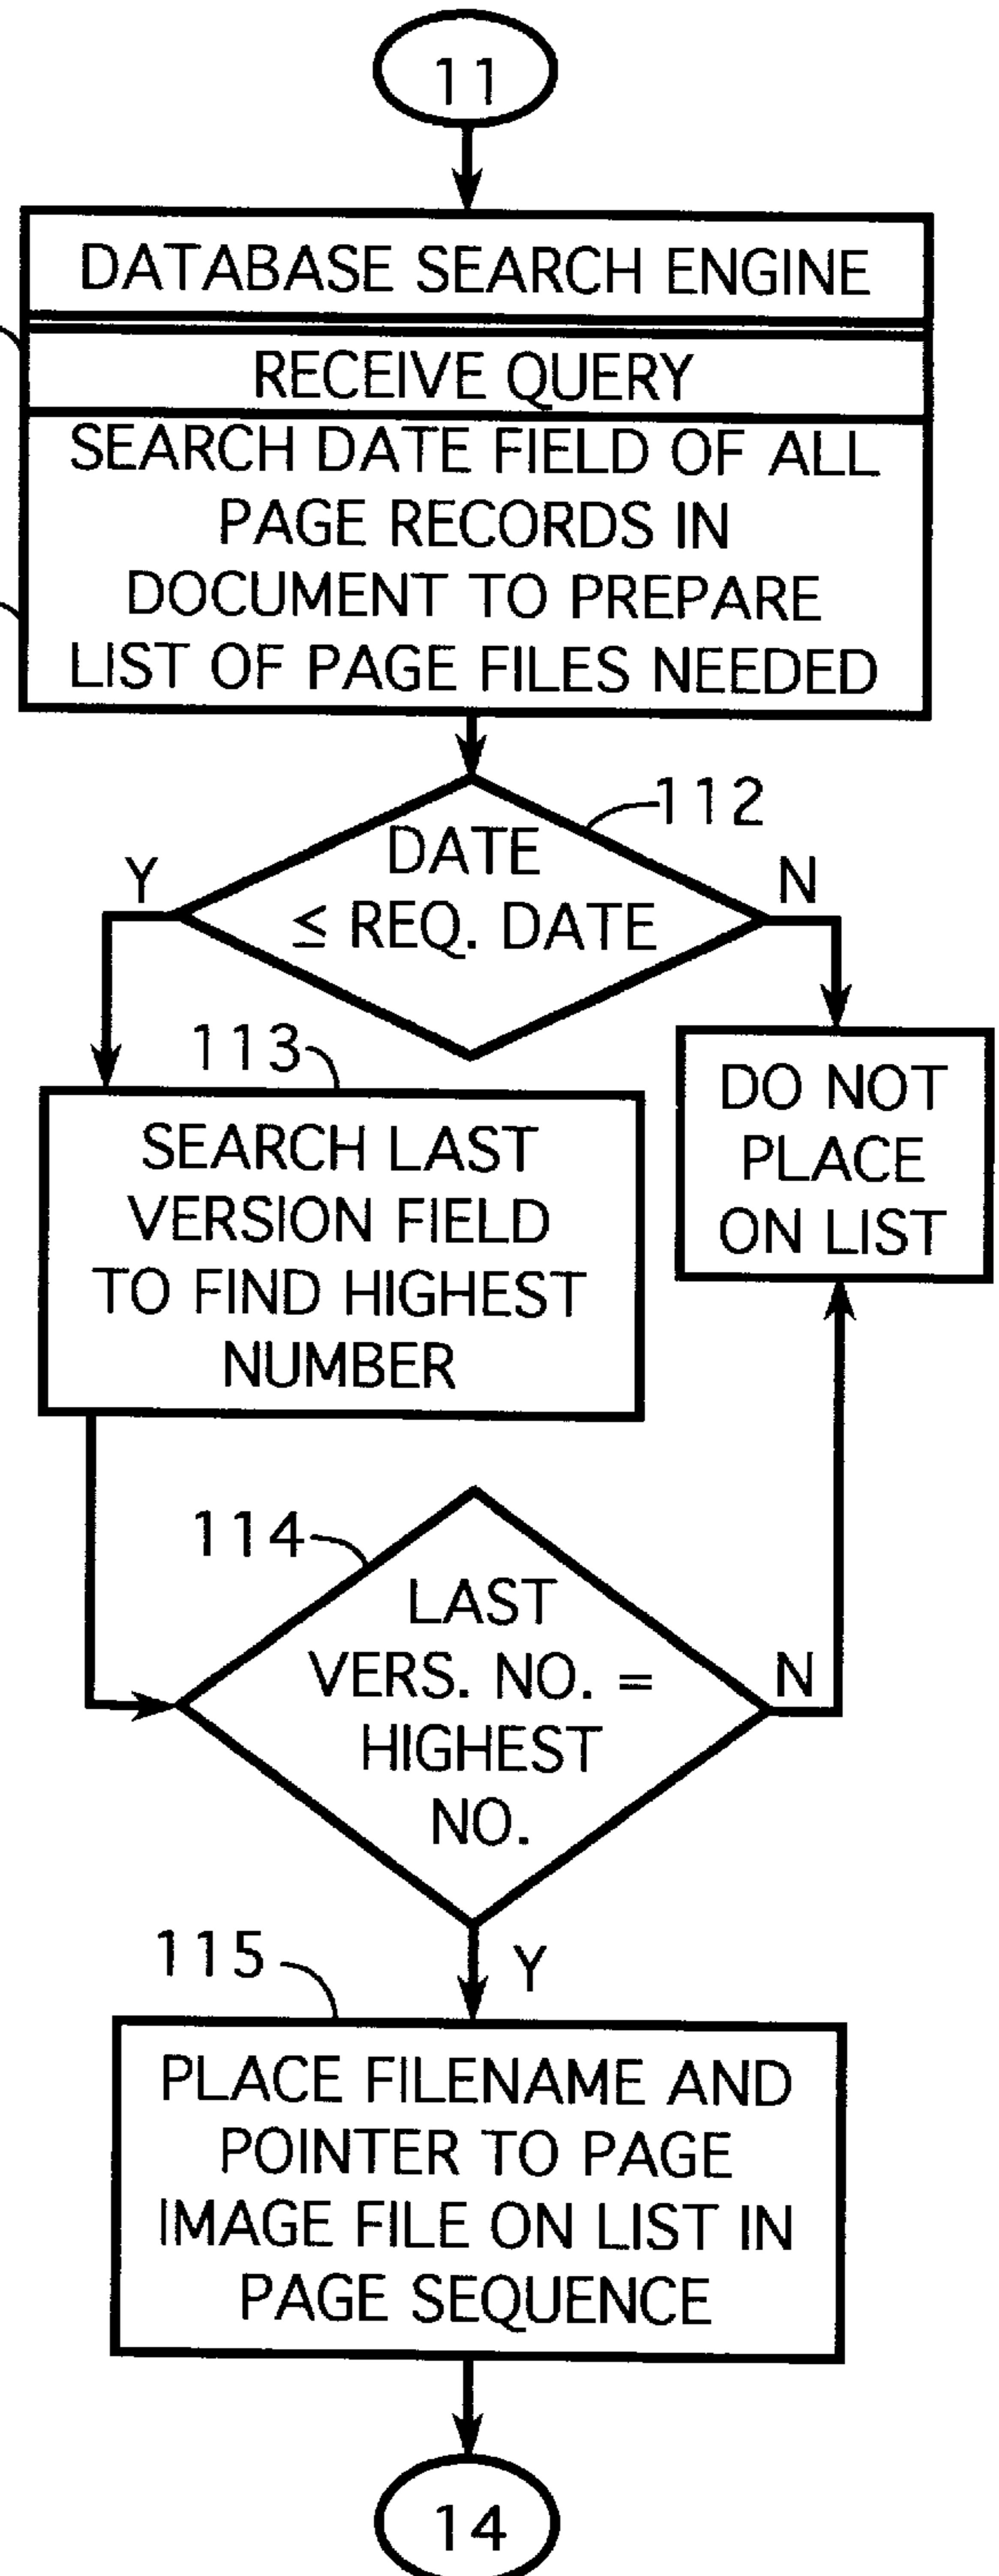 11
DATABASE SEARCH ENGINE
RECEIVE QUERY
SEARCH DATE FIELD OF ALL
PAGE RECORDS IN
DOCUMENT TO PREPARE
LIST OF PAGE FILES NEEDED
112
DATE
≤ REQ. DATE
Y
N
113
SEARCH LAST
VERSION FIELD
TO FIND HIGHEST
NUMBER
DO NOT
PLACE
ON LIST
114
LAST
VERS. NO. =
HIGHEST
NO.
N
Y
115
PLACE FILENAME AND
POINTER TO PAGE
IMAGE FILE ON LIST IN
PAGE SEQUENCE
14